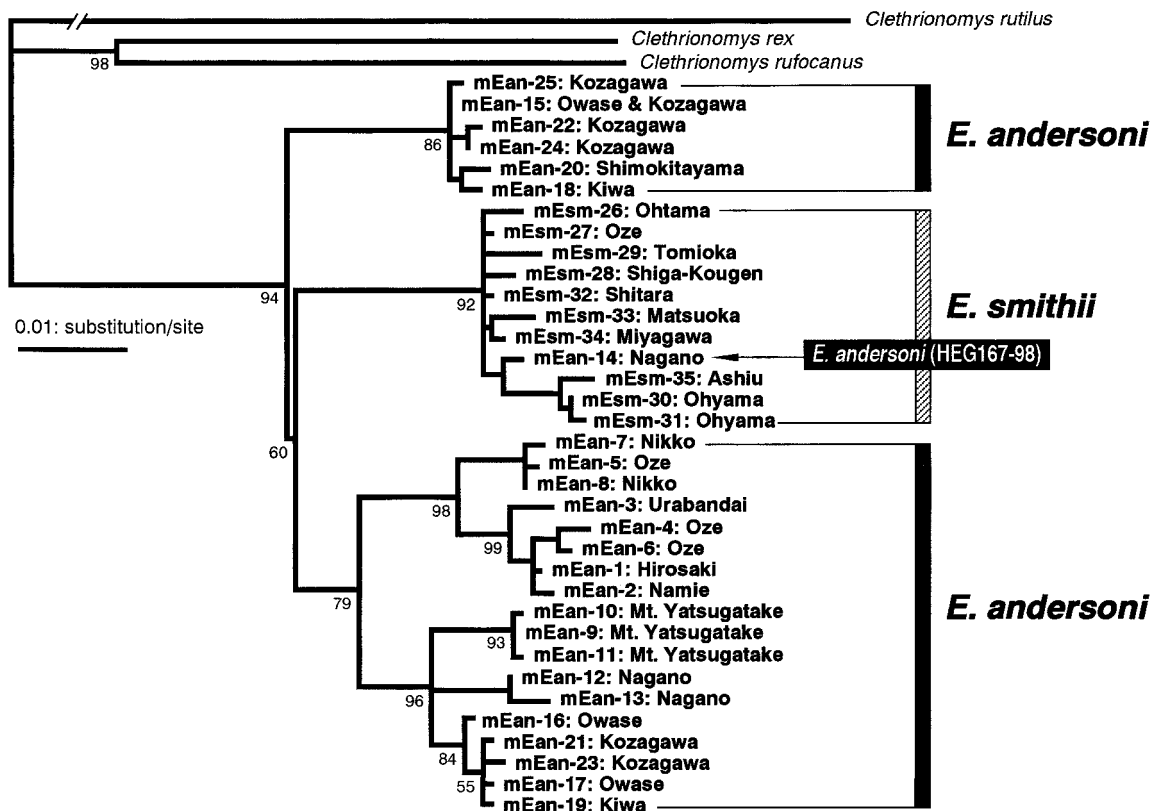 Clethrionomys rutilus
Clethrionomys rex
98
Clethrionomys rufocanus
mEan-25: Kozagawa
mEan-15: Owase & Kozagawa
mEan-22: Kozagawa
86
mEan-24: Kozagawa
mEan-20: Shimokitayama
mEan-18: Kiwa
E. andersoni
mEsm-26: Ohtama
mEsm-27: Oze
mEsm-29: Tomioka
mEsm-28: Shiga-Kougen
94
92
mEsm-32: Shitara
mEsm-33: Matsuoka
mEsm-34: Miyagawa
E. smithii
0.01: substitution/site
mEan-14: Nagano
E. andersoni (HEG167-98)
mEsm-35: Ashiu
mEsm-30: Ohyama
mEsm-31: Ohyama
60
mEan-7: Nikko
mEan-5: Oze
mEan-8: Nikko
98
mEan-3: Urabandai
mEan-4: Oze
99
mEan-6: Oze
mEan-1: Hirosaki
mEan-2: Namie
79
E. andersoni
mEan-10: Mt. Yatsugatake
93
mEan-9: Mt. Yatsugatake
mEan-11: Mt. Yatsugatake
mEan-12: Nagano
96
mEan-13: Nagano
mEan-16: Owase
mEan-21: Kozagawa
84
mEan-23: Kozagawa
55
mEan-17: Owase
mEan-19: Kiwa